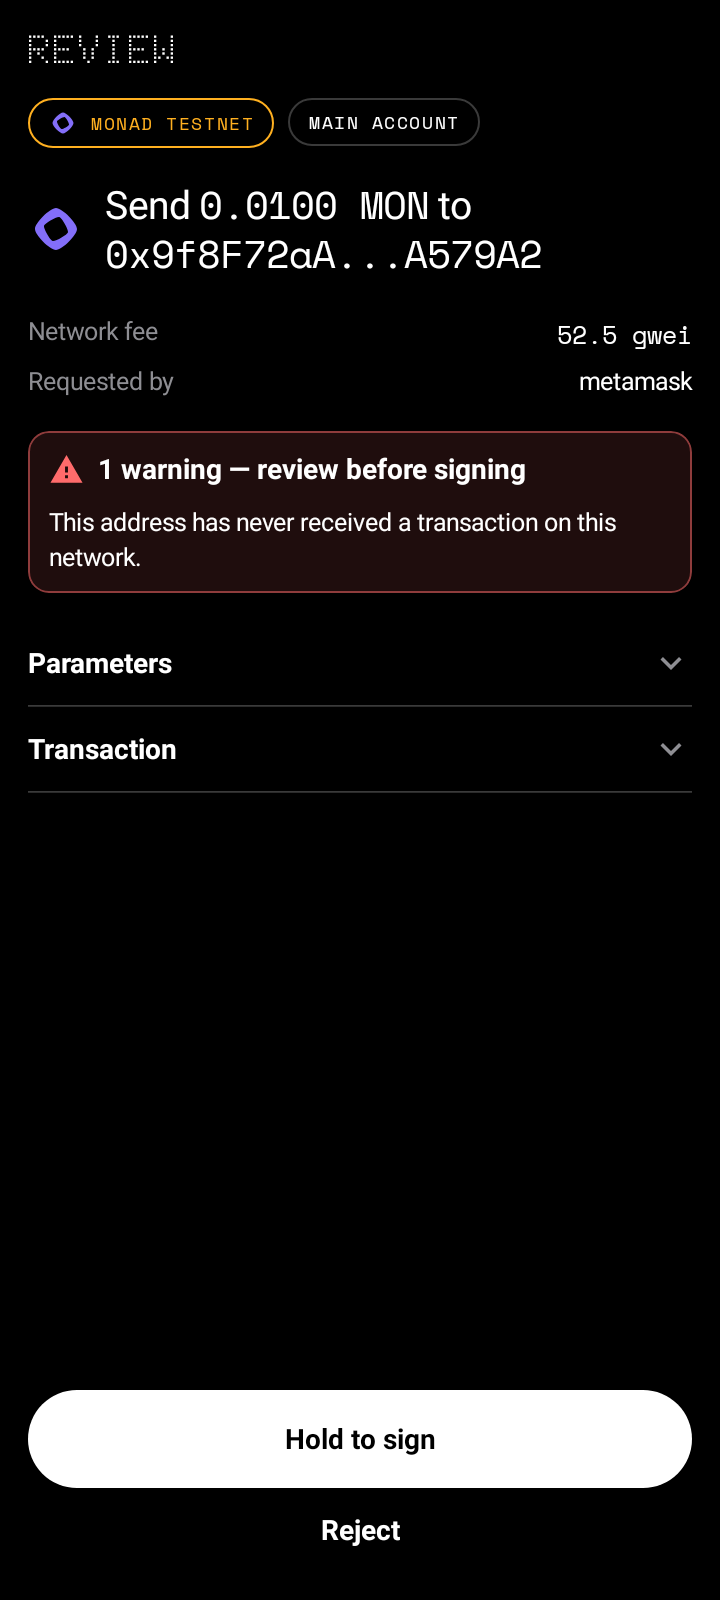 REVIEW
MONAD TESTNET
MAIN ACCOUNT
Send 0.0100 MON to
0x9f8F72aA...A579A2
Network fee
52.5 gwei
Requested by
metamask
1 warning — review before signing
This address has never received a transaction on this
network.
Parameters
Transaction
Hold to sign
Reject